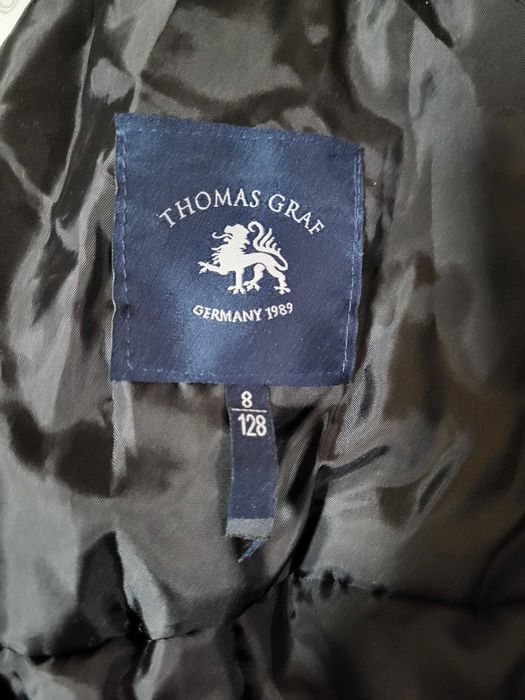 THOMAS GRAF
GERMANY 1989
8
128